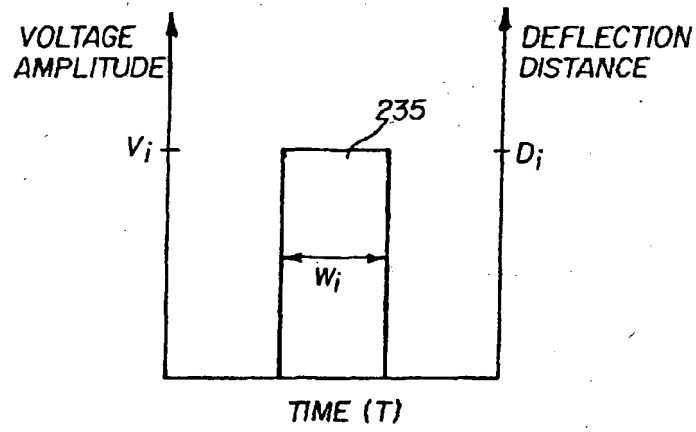 VOLTAGE
AMPLITUDE
DEFLECTION
DISTANCE
235
Vi
Di
Wi
TIME (T)